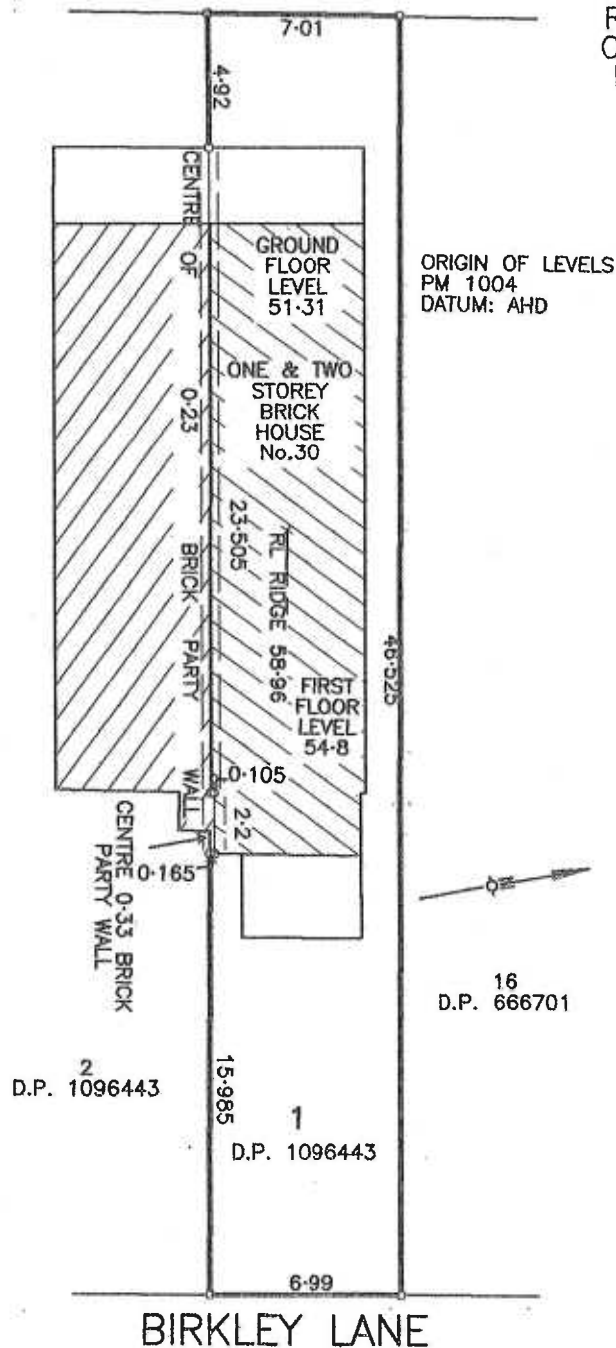 7·01
4·92
CENTRE OF 0·23 BRICK PARTY WALL
GROUND
FLOOR
LEVEL
51·31
ORIGIN OF LEVELS
PM 1004
DATUM: AHD
ONE & TWO
STOREY
BRICK
HOUSE
No.30
23·505
RL RIDGE 58·96
46·525
FIRST
FLOOR
LEVEL
54·8
0·105
2·2
0·165
CENTRE 0·33 BRICK
PARTY WALL
16
D.P. 666701
2
D.P. 1096443
15·985
1
D.P. 1096443
6·99
BIRKLEY LANE